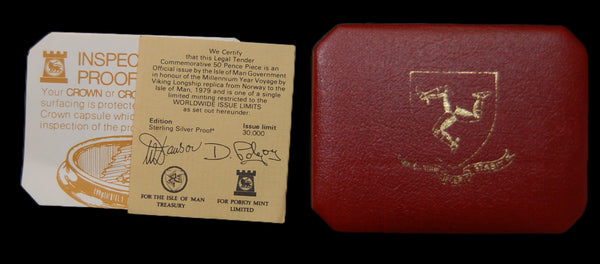 INSPEC
PROOF
Your CROWN or CRO
surfacing is protecte
Crown capsule which
inspection of the pro
We Certify
that this Legal Tender
Commemorative 50 Pence Piece is an
Official issue by the Isle of Man Government
in honour of the Millennium Year Voyage by
Viking Longship replica from Norway to the
Isle of Man, 1979 and is one of a single
limited minting restricted to the
WORLDWIDE ISSUE LIMITS
as set out hereunder:
Edition Issue limit
Sterling Silver Proof* 30,000
D. Pobjoy
FOR THE ISLE OF MAN
TREASURY
FOR POBJOY MINT
LIMITED